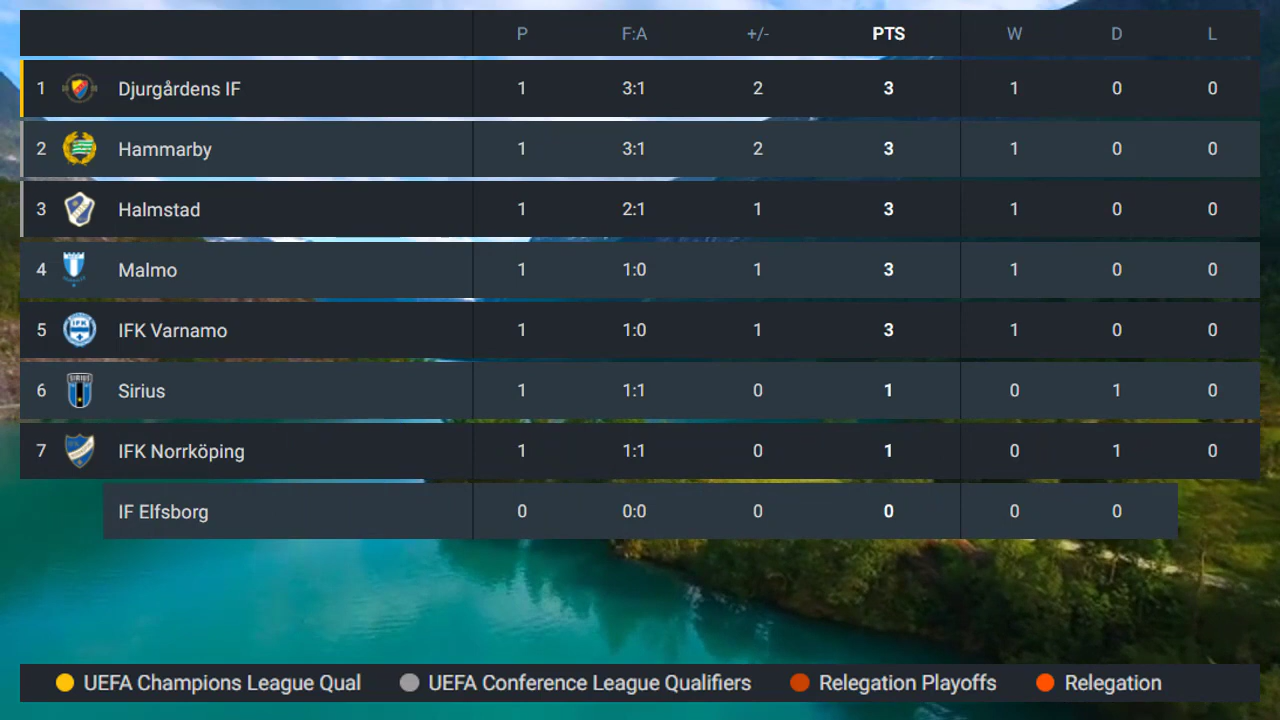 P F:A +/- PTS W D L
1 Djurgårdens IF 1 3:1 2 3 1 0 0
2 Hammarby 1 3:1 2 3 1 0 0
3 Halmstad 1 2:1 1 3 1 0 0
4 Malmo 1 1:0 1 3 1 0 0
5 IFK Varnamo 1 1:0 1 3 1 0 0
6 Sirius 1 1:1 0 1 0 1 0
7 IFK Norrköping 1 1:1 0 1 0 1 0
IF Elfsborg 0 0:0 0 0 0 0
UEFA Champions League Qual UEFA Conference League Qualifiers Relegation Playoffs Relegation